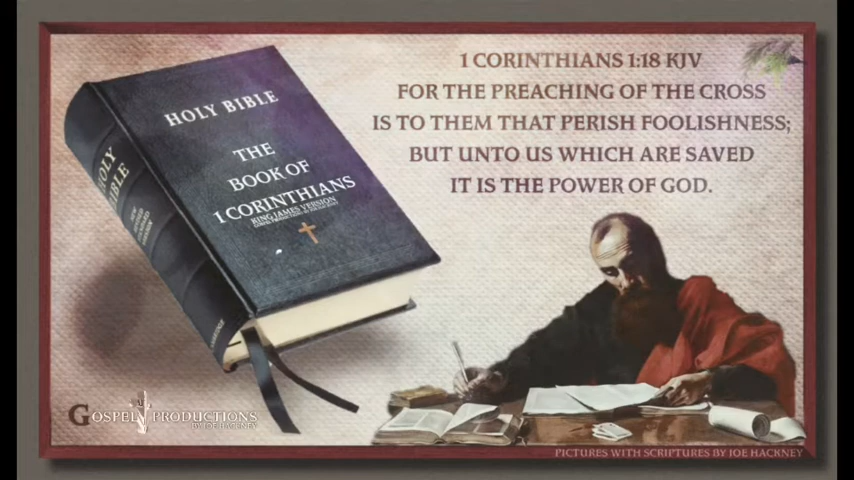 1 CORINTHIANS 1:18 KJV
FOR THE PREACHING OF THE CROSS
IS TO THEM THAT PERISH FOOLISHNESS;
BUT UNTO US WHICH ARE SAVED
IT IS THE POWER OF GOD.
HOLY BIBLE
THE
BOOK OF
1 CORINTHIANS
KING JAMES VERSION
HOLY
BIBLE
GOSPEL PRODUCTIONS
BY JOE HACKNEY
PICTURES WITH SCRIPTURES BY JOE HACKNEY